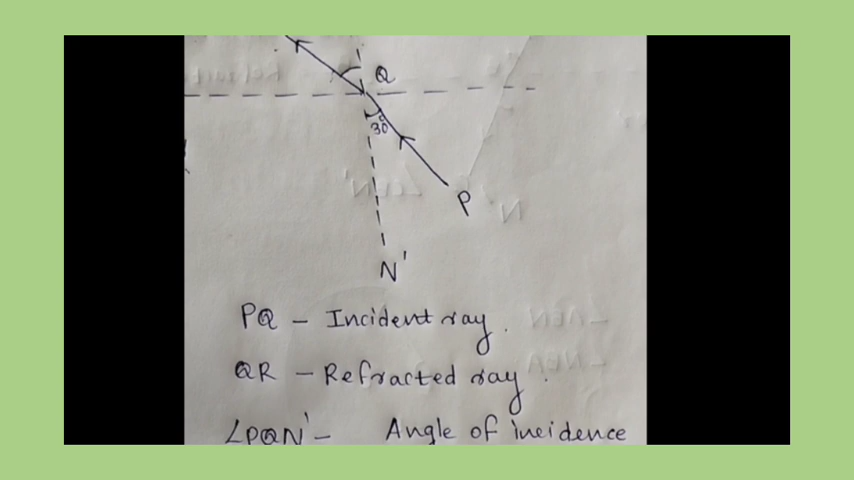 Q
30°
P
N'
PQ – Incident ray.
QR – Refracted ray.
∠PQN' – Angle of incidence